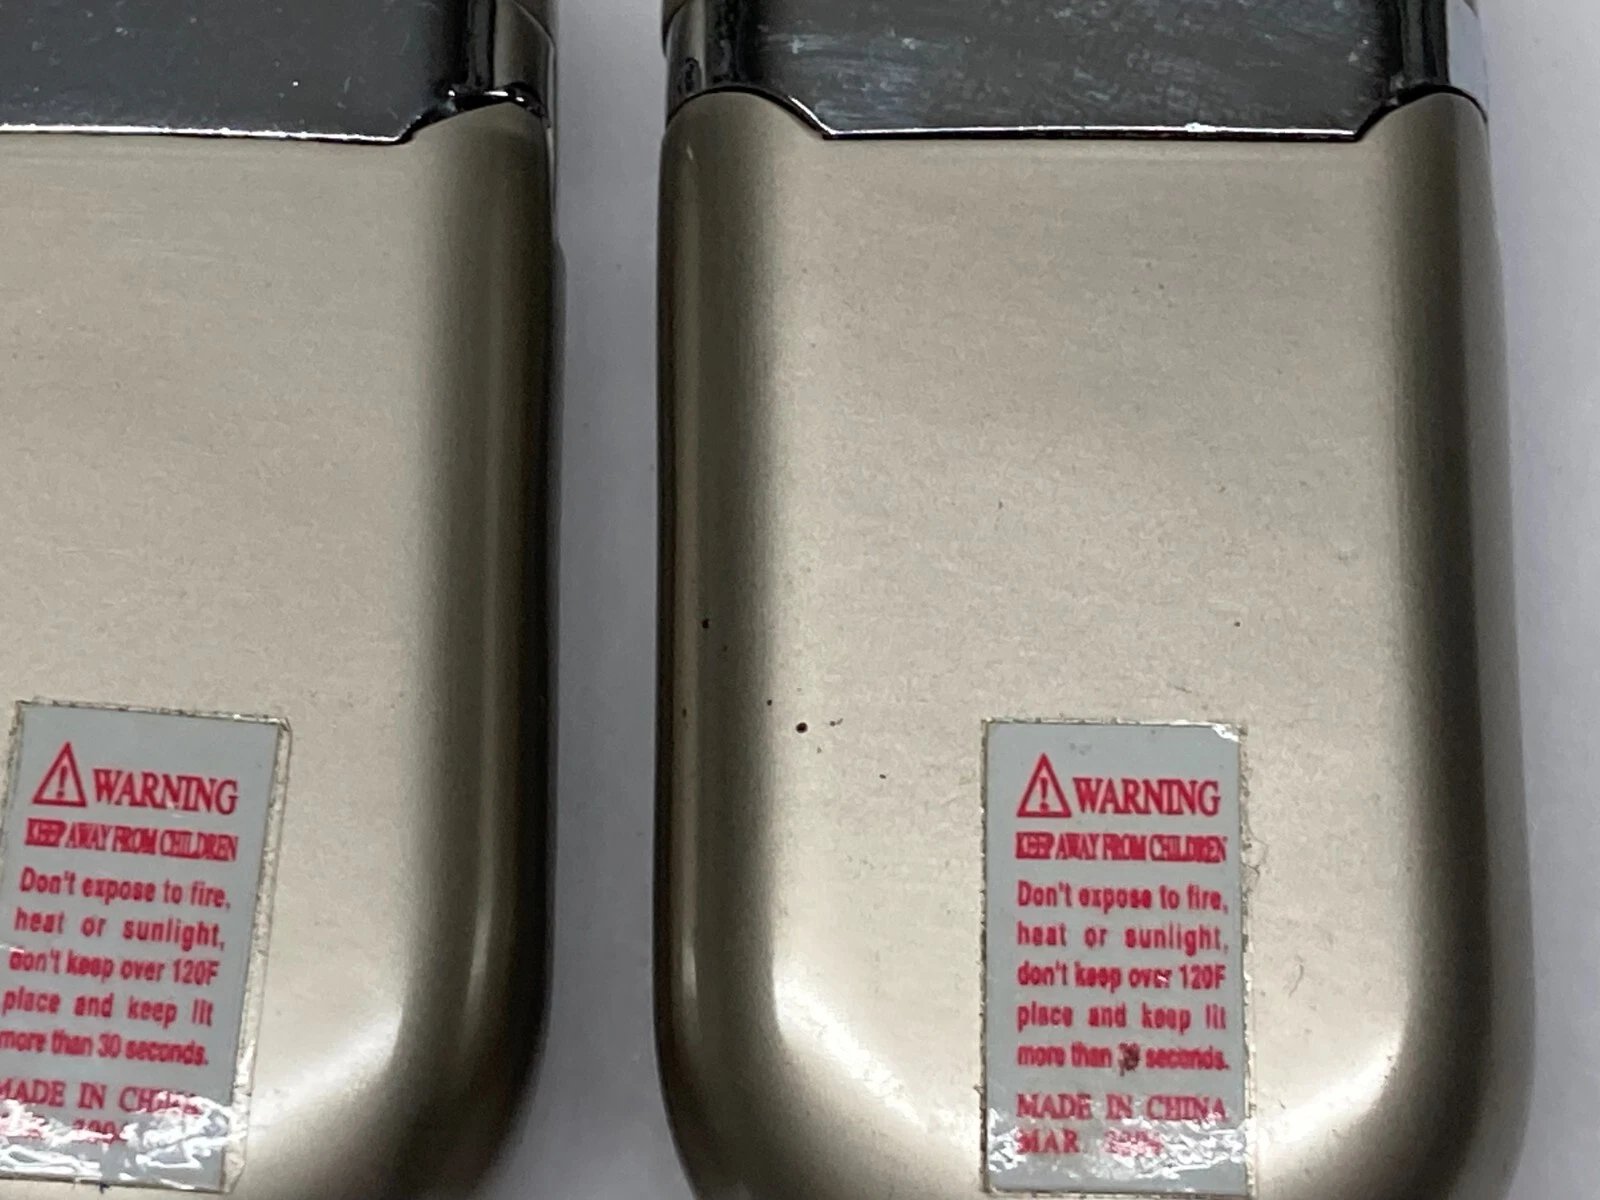 WARNING
KEEP AWAY FROM CHILDREN
Don't expose to fire,
heat or sunlight,
don't keep over 120F
place and keep lit
more than 30 seconds.
MADE IN
WARNING
KEEP AWAY FROM CHILDREN
Don't expose to fire,
heat or sunlight,
don't keep over 120F
place and keep lit
more than seconds.
MADE IN CHINA
MAR